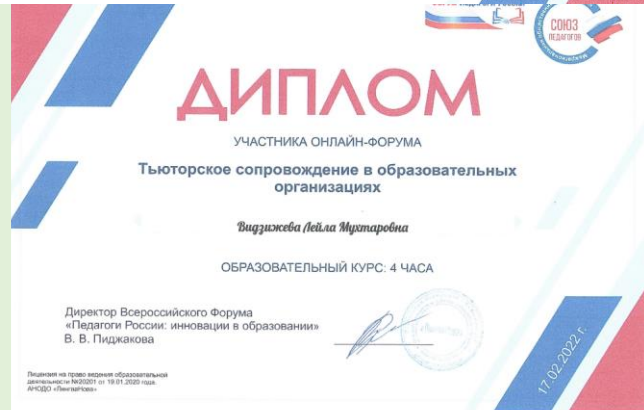 СОЮЗ
ПЕДАГОГОВ
ДИПЛОМ
УЧАСТНИКА ОНЛАЙН-ФОРУМА
Тьюторское сопровождение в образовательных
организациях
Видзижева Лейла Мухтаровна
ОБРАЗОВАТЕЛЬНЫЙ КУРС: 4 ЧАСА
Директор Всероссийского Форума
«Педагоги России: инновации в образовании»
В. В. Пиджакова
Лицензия на право ведения образовательной
деятельности №20201 от 19.01.2020 года.
АНОДО «ЛингваНова»
17.02.2022 г.